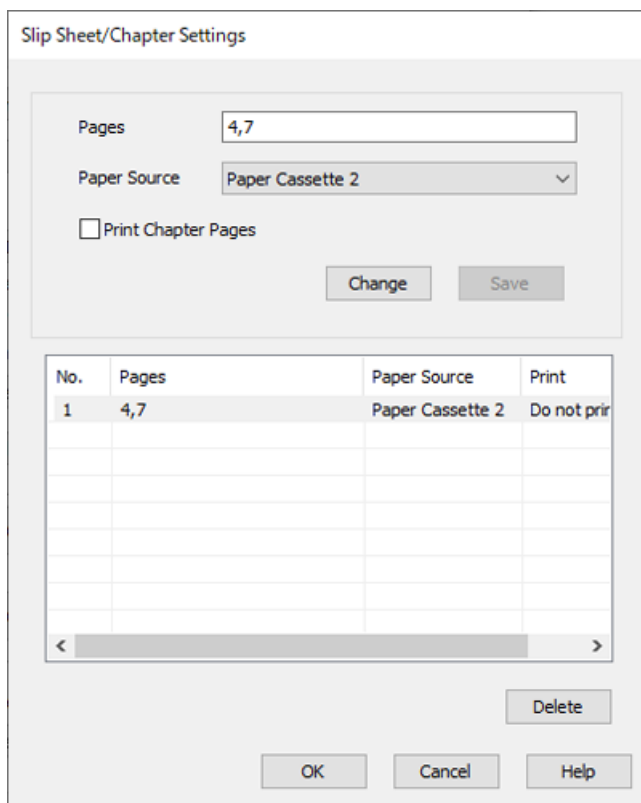 Slip Sheet/Chapter Settings
Pages 4,7
Paper Source Paper Cassette 2
Print Chapter Pages
Change Save
No. Pages Paper Source Print
1 4,7 Paper Cassette 2 Do not prin
Delete
OK Cancel Help